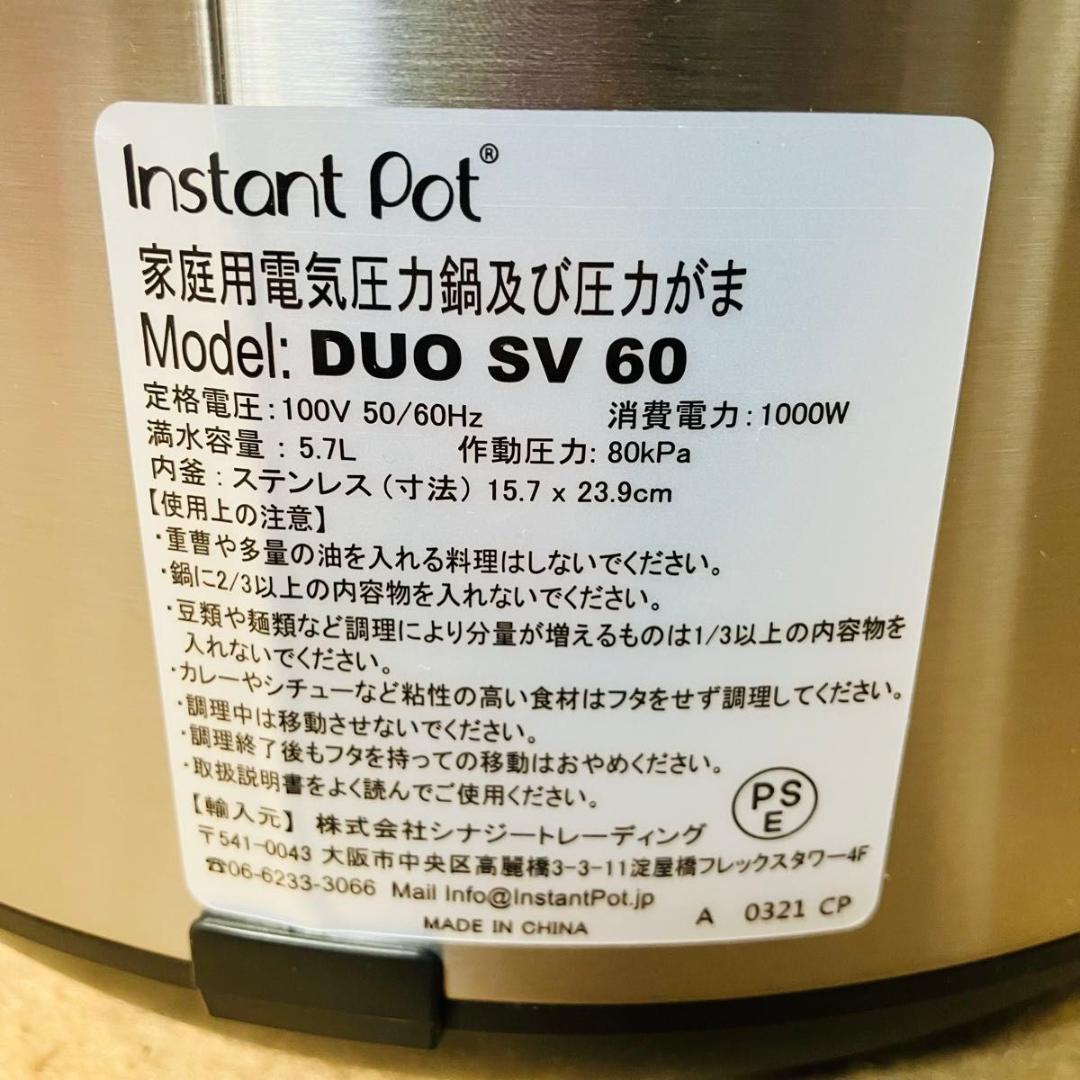 Instant Pot®
家庭用電気圧力鍋及び圧力がま
Model: DUO SV 60
定格電圧:100V 50/60Hz 消費電力:1000W
満水容量:5.7L 作動圧力:80kPa
内釜:ステンレス(寸法) 15.7 x 23.9cm
【使用上の注意】
・重曹や多量の油を入れる料理はしないでください。
・鍋に2/3以上の内容物を入れないでください。
・豆類や麺類など調理により分量が増えるものは1/3以上の内容物を
入れないでください。
・カレーやシチューなど粘性の高い食材はフタをせず調理してください。
・調理中は移動させないでください。
・調理終了後もフタを持っての移動はおやめください。
・取扱説明書をよく読んでご使用ください。
PSE
【輸入元】 株式会社シナジートレーディング
〒541-0043 大阪市中央区高麗橋3-3-11淀屋橋フレックスタワー4F
☎06-6233-3066 Mail Info@InstantPot.jp
MADE IN CHINA A 0321 CP